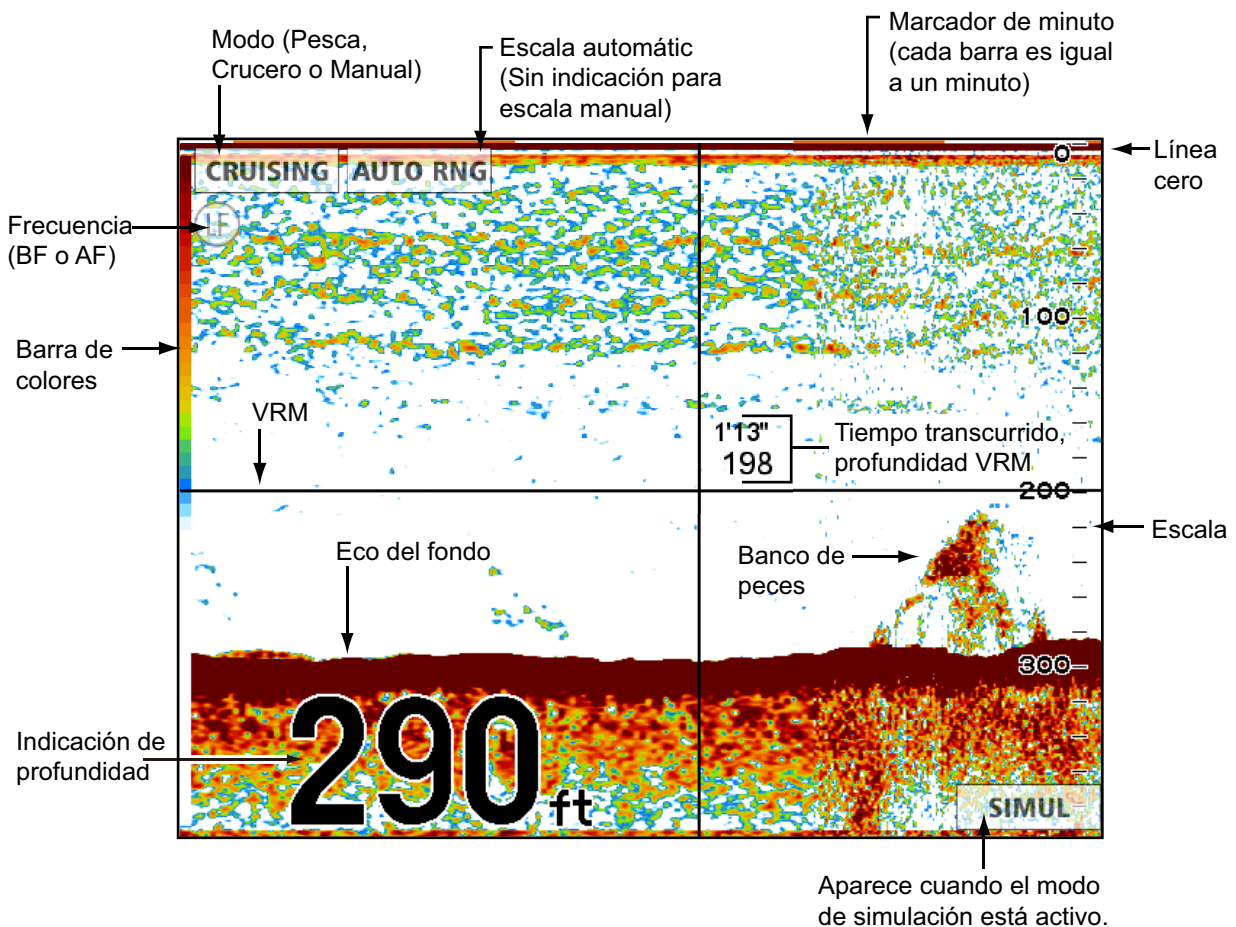 Modo (Pesca,
Crucero o Manual)
Escala automátic
(Sin indicación para
escala manual)
Marcador de minuto
(cada barra es igual
a un minuto)
CRUISING
AUTO RNG
0
Línea
cero
Frecuencia
(BF o AF)
LF
100
Barra de
colores
VRM
1'13"
198
Tiempo transcurrido,
profundidad VRM
200
Escala
Eco del fondo
Banco de
peces
300
Indicación de
profundidad
290 ft
SIMUL
Aparece cuando el modo
de simulación está activo.